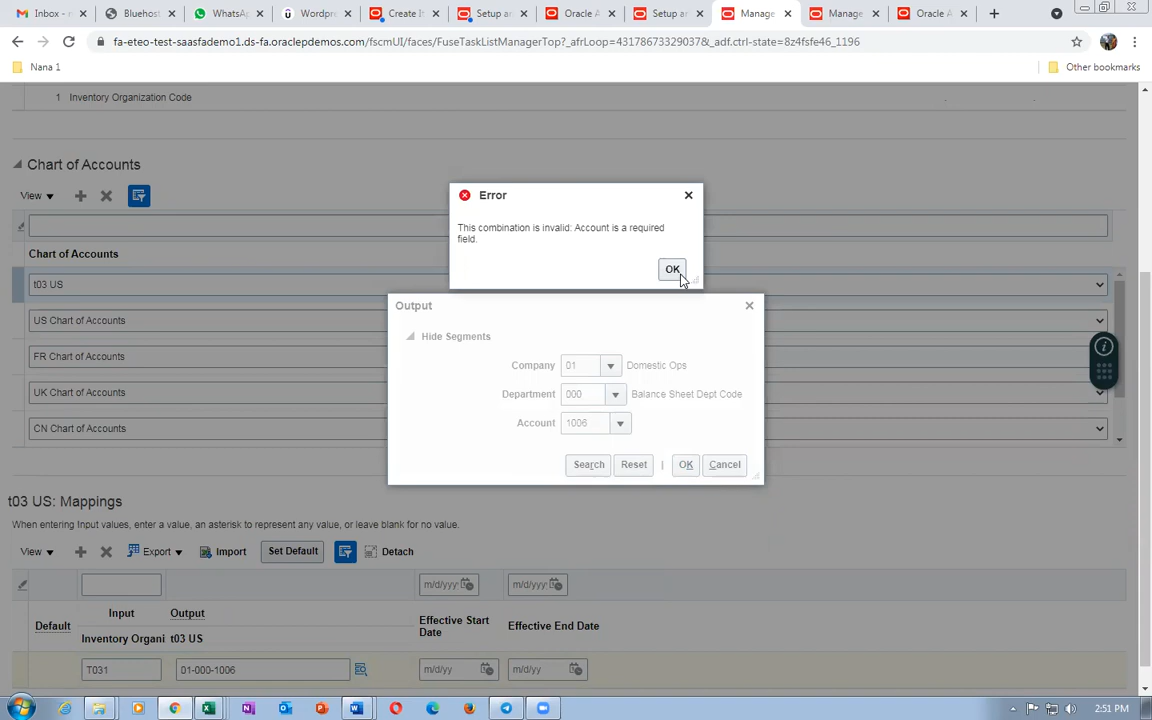 Inbox - n
Bluehost
WhatsAp
Wordpre
Create It
Setup ar
Oracle A
Setup ar
Manage
Manage
Oracle A
fa-eteo-test-saasfademo1.ds-fa.oraclepdemos.com/fscmUI/faces/FuseTaskListManagerTop?_afrLoop=43178673329037&_adf.ctrl-state=8z4fsfe46_1196
Nana 1
Other bookmarks
1 Inventory Organization Code
Chart of Accounts
View
Chart of Accounts
t03 US
US Chart of Accounts
FR Chart of Accounts
UK Chart of Accounts
CN Chart of Accounts
Error
This combination is invalid: Account is a required
field.
OK
Output
Hide Segments
Company 01 Domestic Ops
Department 000 Balance Sheet Dept Code
Account 1006
Search Reset | OK Cancel
t03 US: Mappings
When entering Input values, enter a value, an asterisk to represent any value, or leave blank for no value.
View Export Import Set Default Detach
m/d/yyy m/d/yyy
Default Input Output Effective Start Date Effective End Date
Inventory Organi t03 US
T031 01-000-1006 m/d/yy m/d/yy
2:51 PM